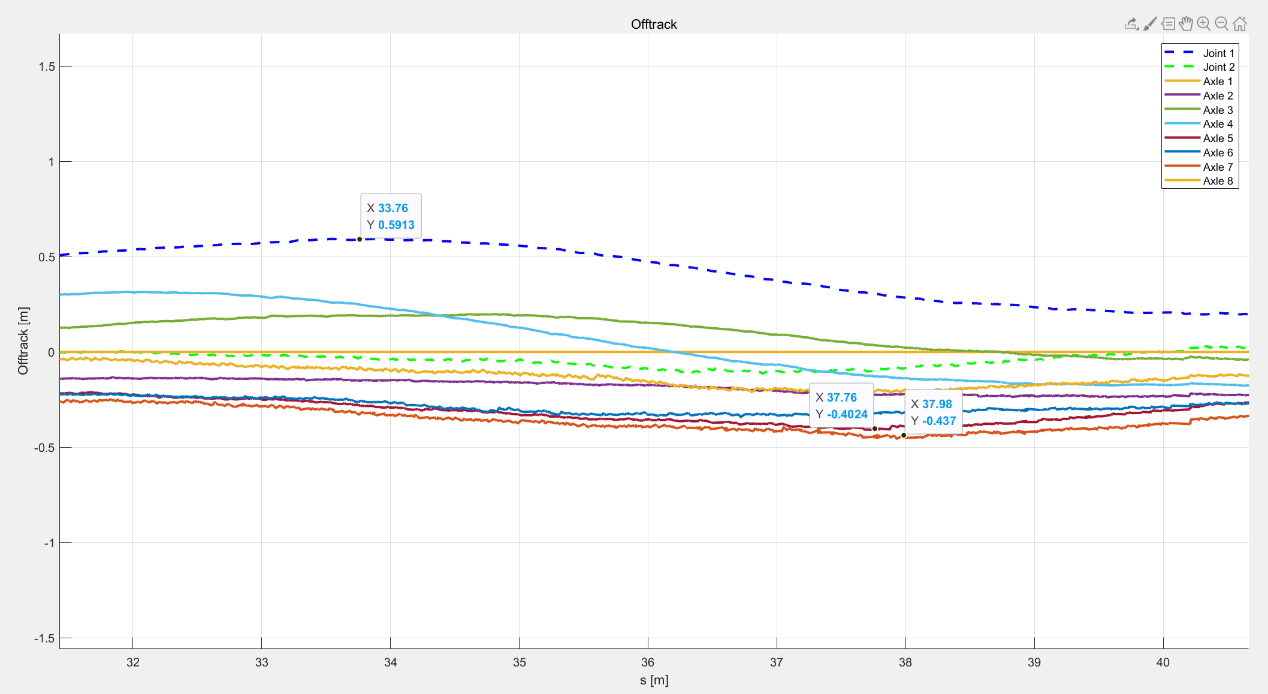 Offtrack
Joint 1
Joint 2
Axle 1
Axle 2
Axle 3
Axle 4
Axle 5
Axle 6
Axle 7
Axle 8
1.5
1
0.5
0
-0.5
-1
-1.5
Offtrack [m]
X 33.76
Y 0.5913
X 37.76
Y -0.4024
X 37.98
Y -0.437
32 33 34 35 36 37 38 39 40
s [m]